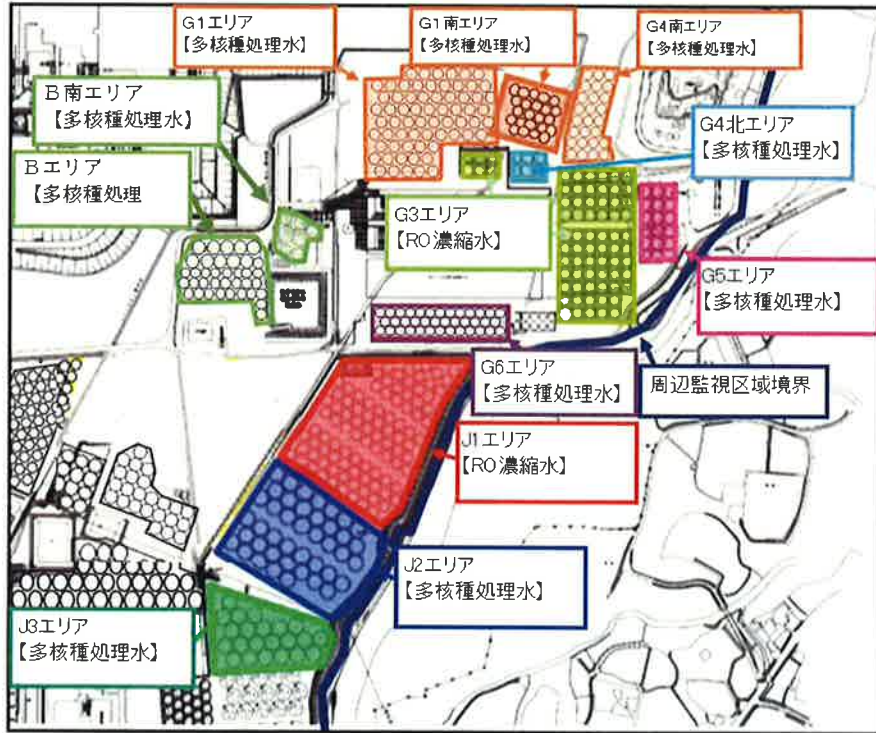 G1エリア
【多核種処理水】
G1南エリア
【多核種処理水】
G4南エリア
【多核種処理水】
B南エリア
【多核種処理水】
G4北エリア
【多核種処理水】
Bエリア
【多核種処理
G3エリア
【RO濃縮水】
G5エリア
【多核種処理水】
G6エリア
【多核種処理水】
周辺監視区域境界
J1エリア
【RO濃縮水】
J2エリア
【多核種処理水】
J3エリア
【多核種処理水】